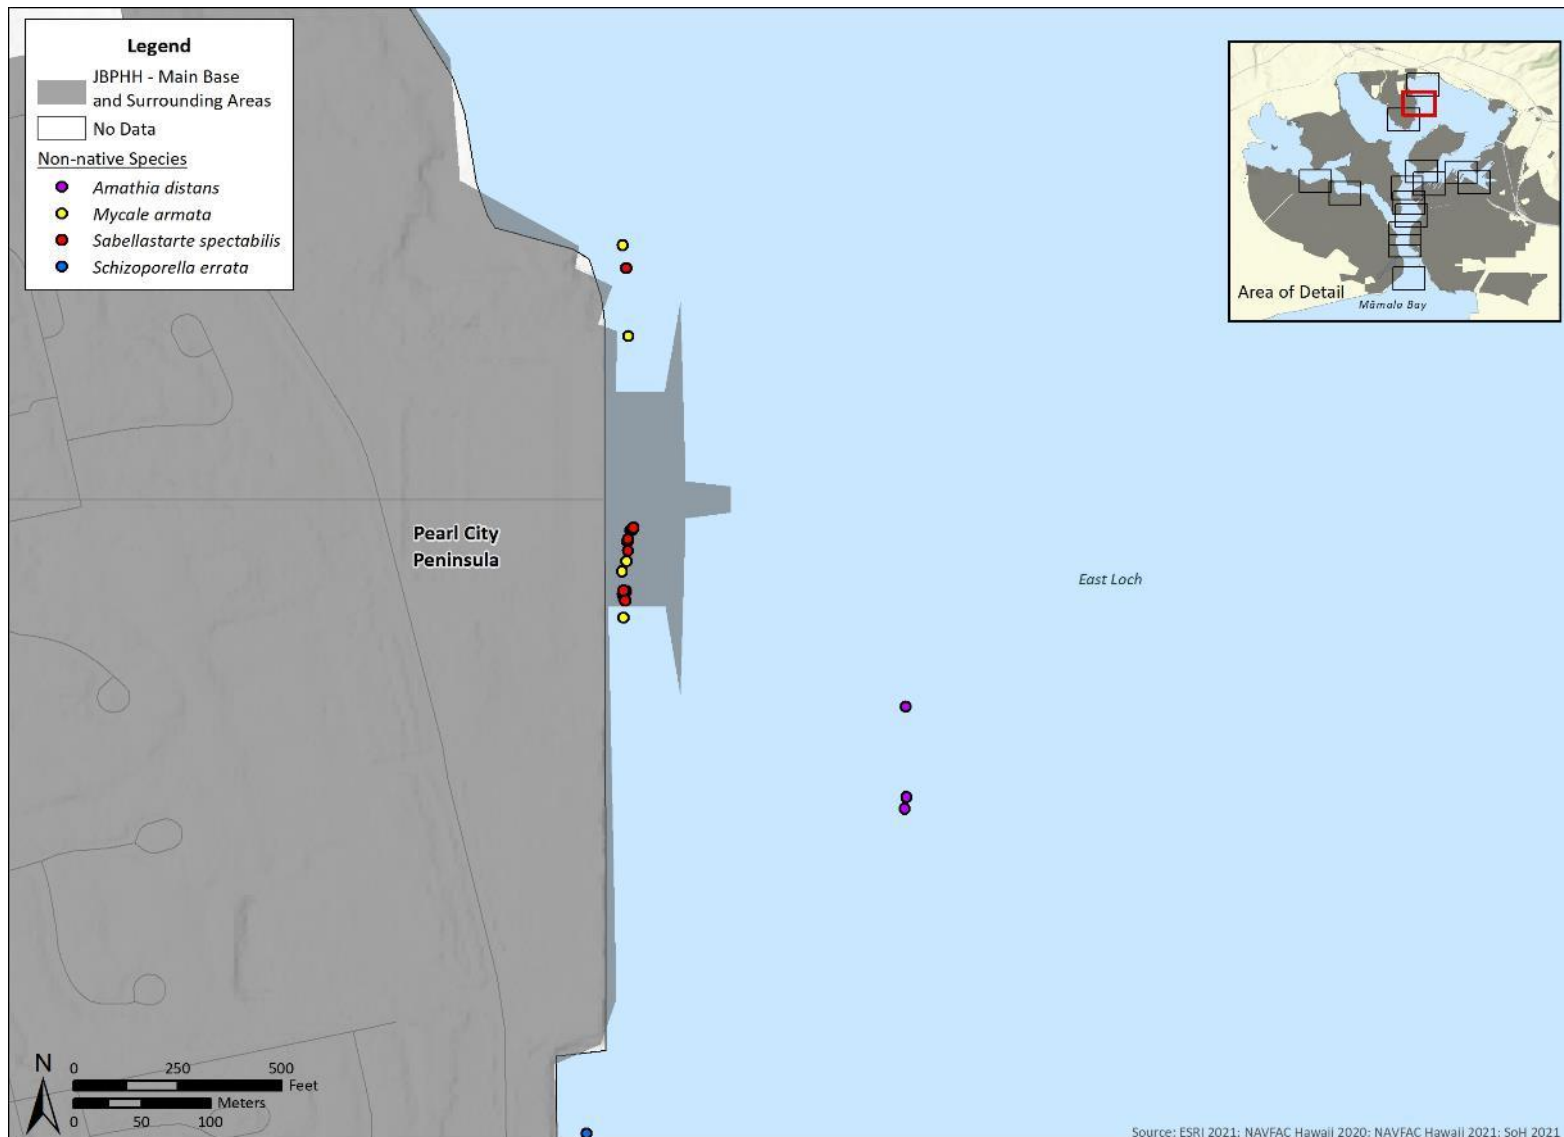 Legend
JBPHH - Main Base
and Surrounding Areas
No Data
Non-native Species
Amathia distans
Mycale armata
Sabellastarte spectabilis
Schizoporella errata
Area of Detail
Māmala Bay
Pearl City
Peninsula
East Loch
N
0 250 500
Feet
Meters
0 50 100
Source: ESRI 2021; NAVFAC Hawaii 2020; NAVFAC Hawaii 2021; SoH 2021